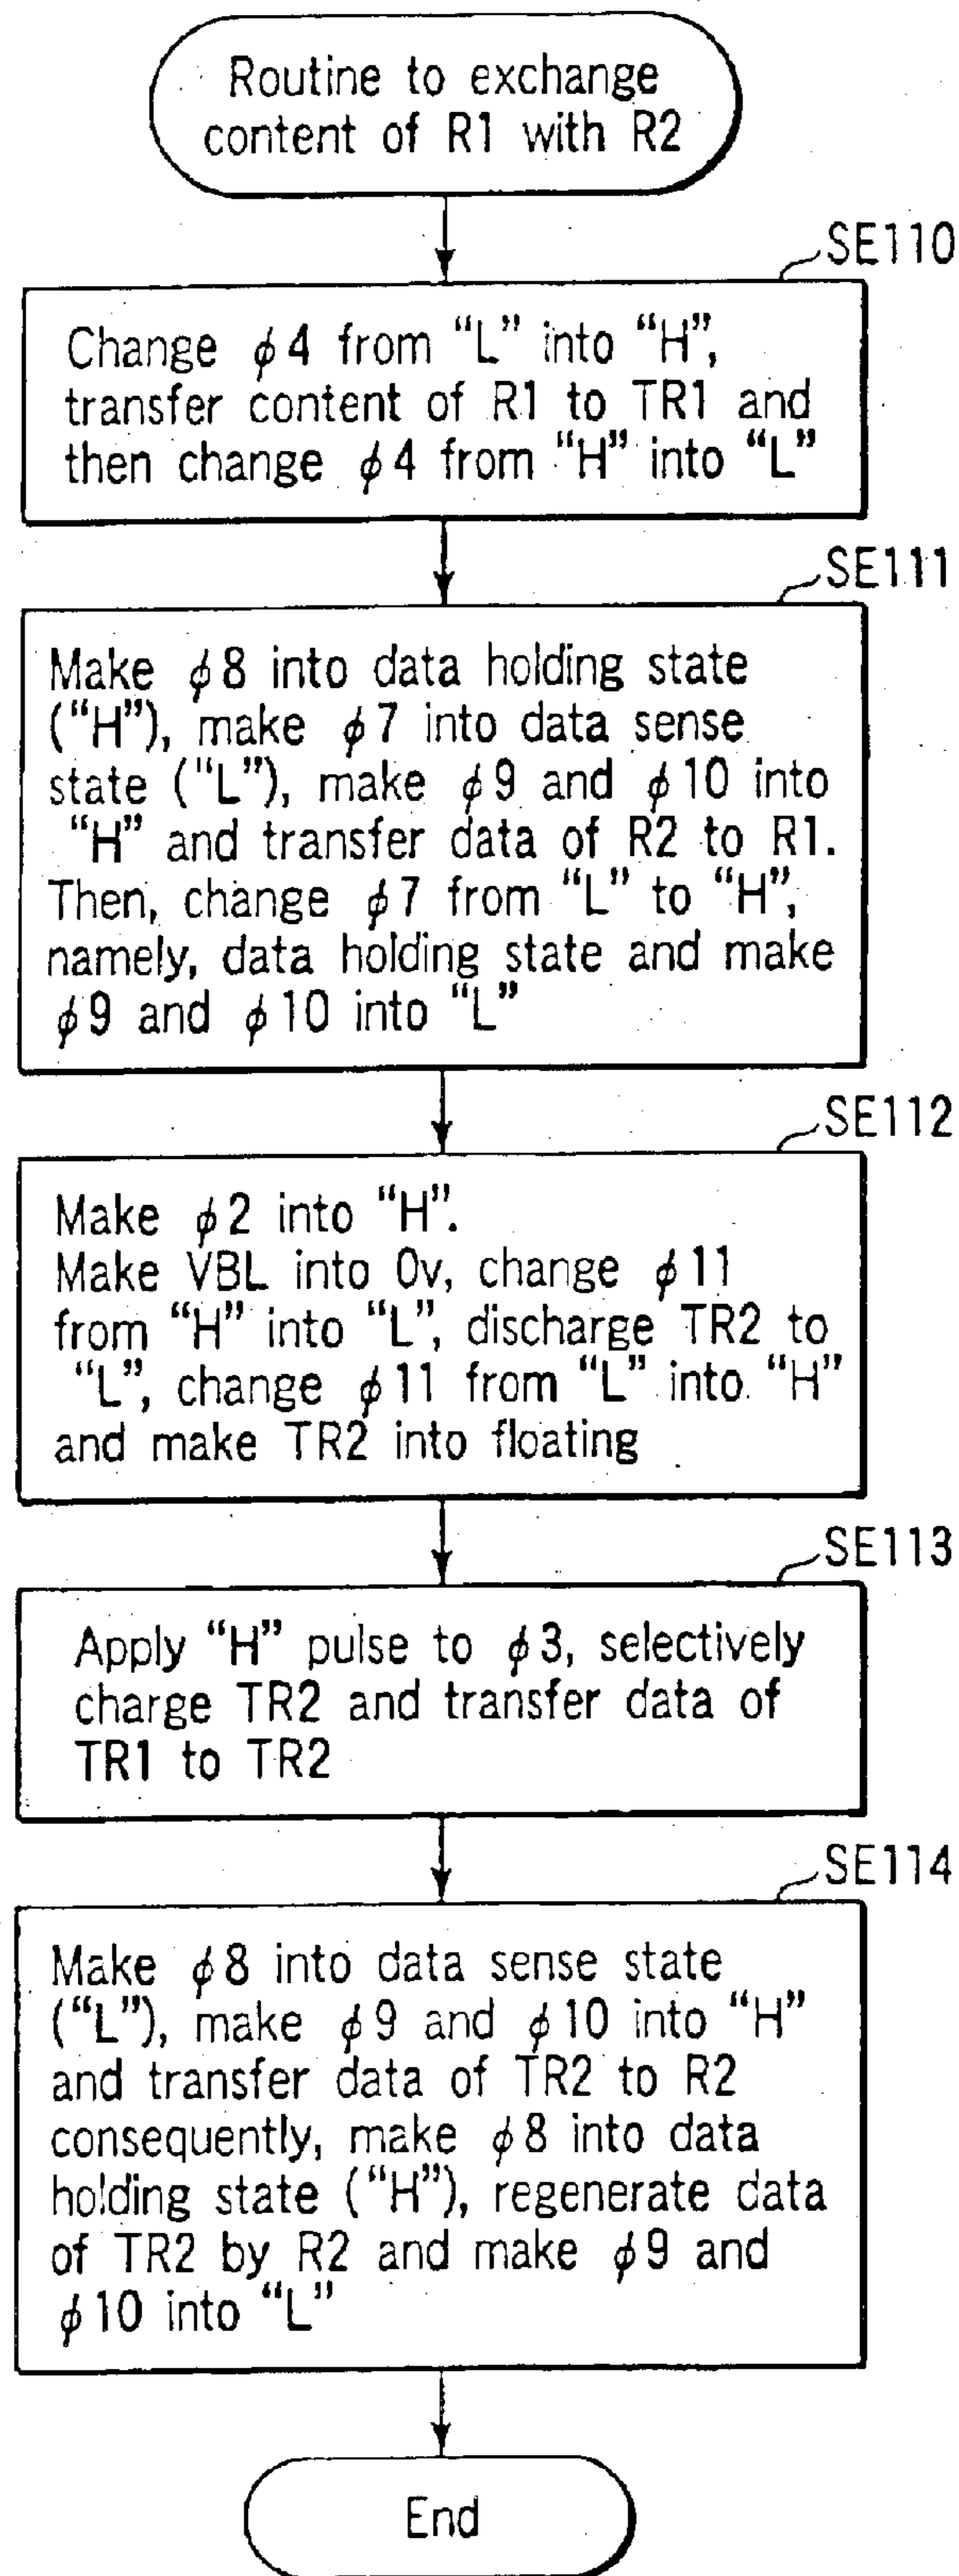 Routine to exchange
content of R1 with R2
SE110
Change ϕ4 from “L” into “H”,
transfer content of R1 to TR1 and
then change ϕ4 from “H” into “L”
SE111
Make ϕ8 into data holding state
(“H”), make ϕ7 into data sense
state (“L”), make ϕ9 and ϕ10 into
“H” and transfer data of R2 to R1.
Then, change ϕ7 from “L” to “H”,
namely, data holding state and make
ϕ9 and ϕ10 into “L”
SE112
Make ϕ2 into “H”.
Make VBL into 0v, change ϕ11
from “H” into “L”, discharge TR2 to
“L”, change ϕ11 from “L” into “H”
and make TR2 into floating
SE113
Apply “H” pulse to ϕ3, selectively
charge TR2 and transfer data of
TR1 to TR2
SE114
Make ϕ8 into data sense state
(“L”), make ϕ9 and ϕ10 into “H”
and transfer data of TR2 to R2
consequently, make ϕ8 into data
holding state (“H”), regenerate data
of TR2 by R2 and make ϕ9 and
ϕ10 into “L”
End